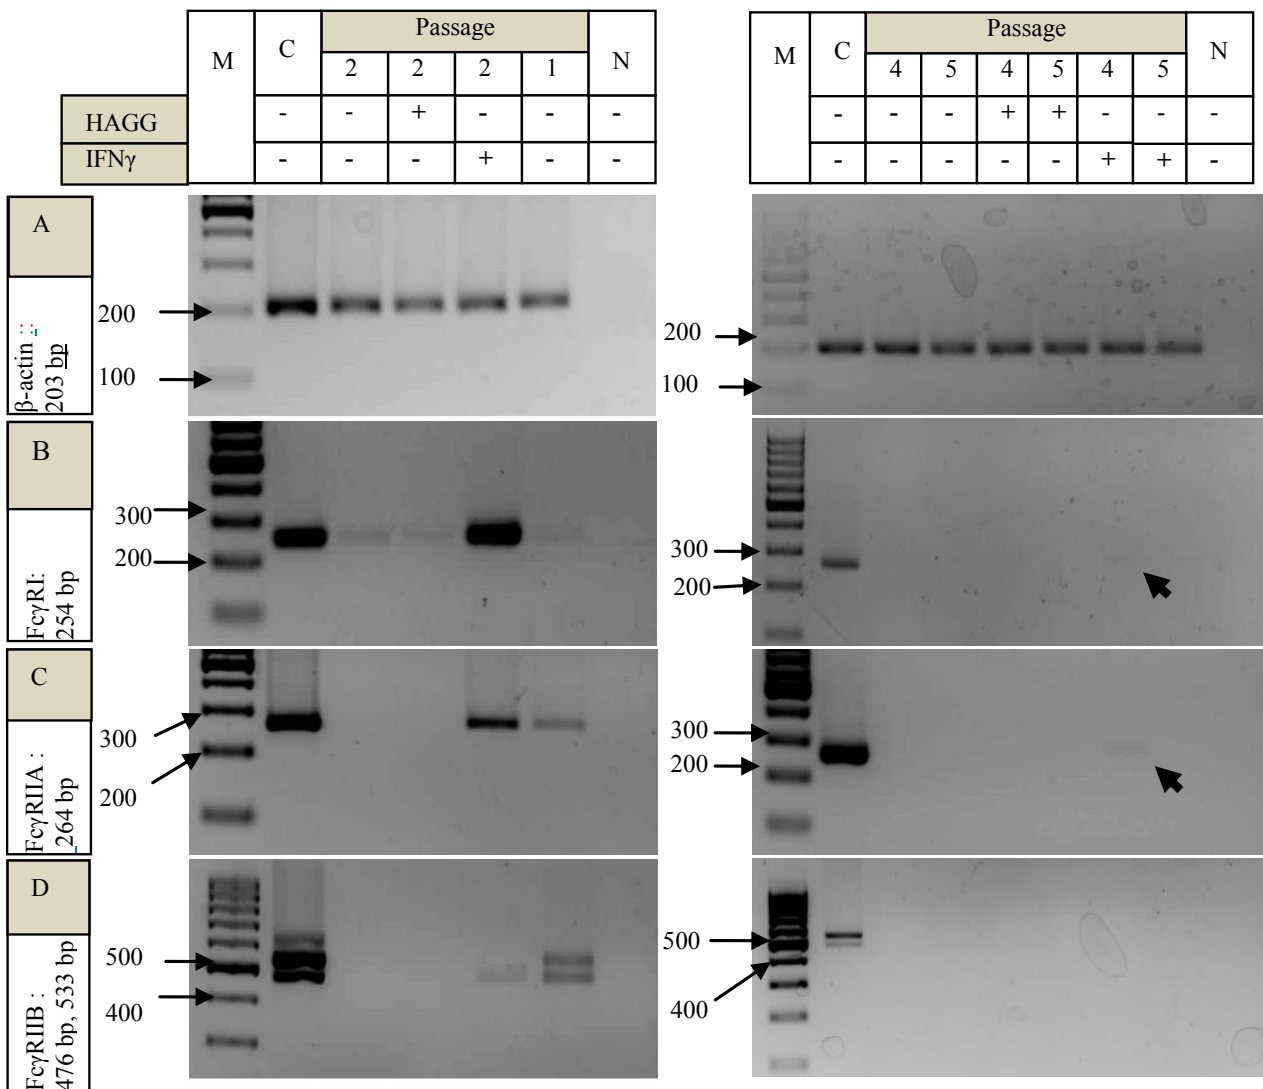 M C Passage N
2 2 2 1
HAGG - - + - - -
IFNγ - - - + - -
M C Passage N
4 5 4 5 4 5
- - - + + - - -
- - - - - + + -
A
β-actin :
203 bp
200
100
200
100
B
FcγRI:
254 bp
300
200
300
200
C
FcγRIIA :
264 bp
300
200
300
200
D
FcγRIIB :
476 bp, 533 bp
500
400
500
400